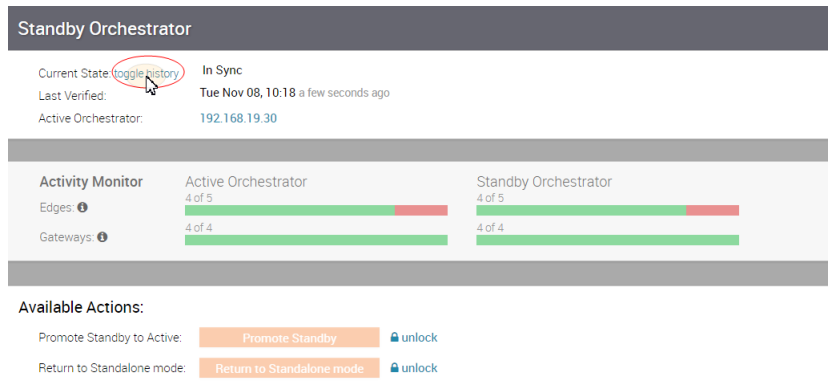 Standby Orchestrator
Current State: toggle history In Sync
Last Verified: Tue Nov 08, 10:18 a few seconds ago
Active Orchestrator: 192.168.19.30
Activity Monitor Active Orchestrator Standby Orchestrator
4 of 5 4 of 5
Edges:
4 of 4 4 of 4
Gateways:
Available Actions:
Promote Standby to Active: Promote Standby unlock
Return to Standalone mode: Return to Standalone mode unlock